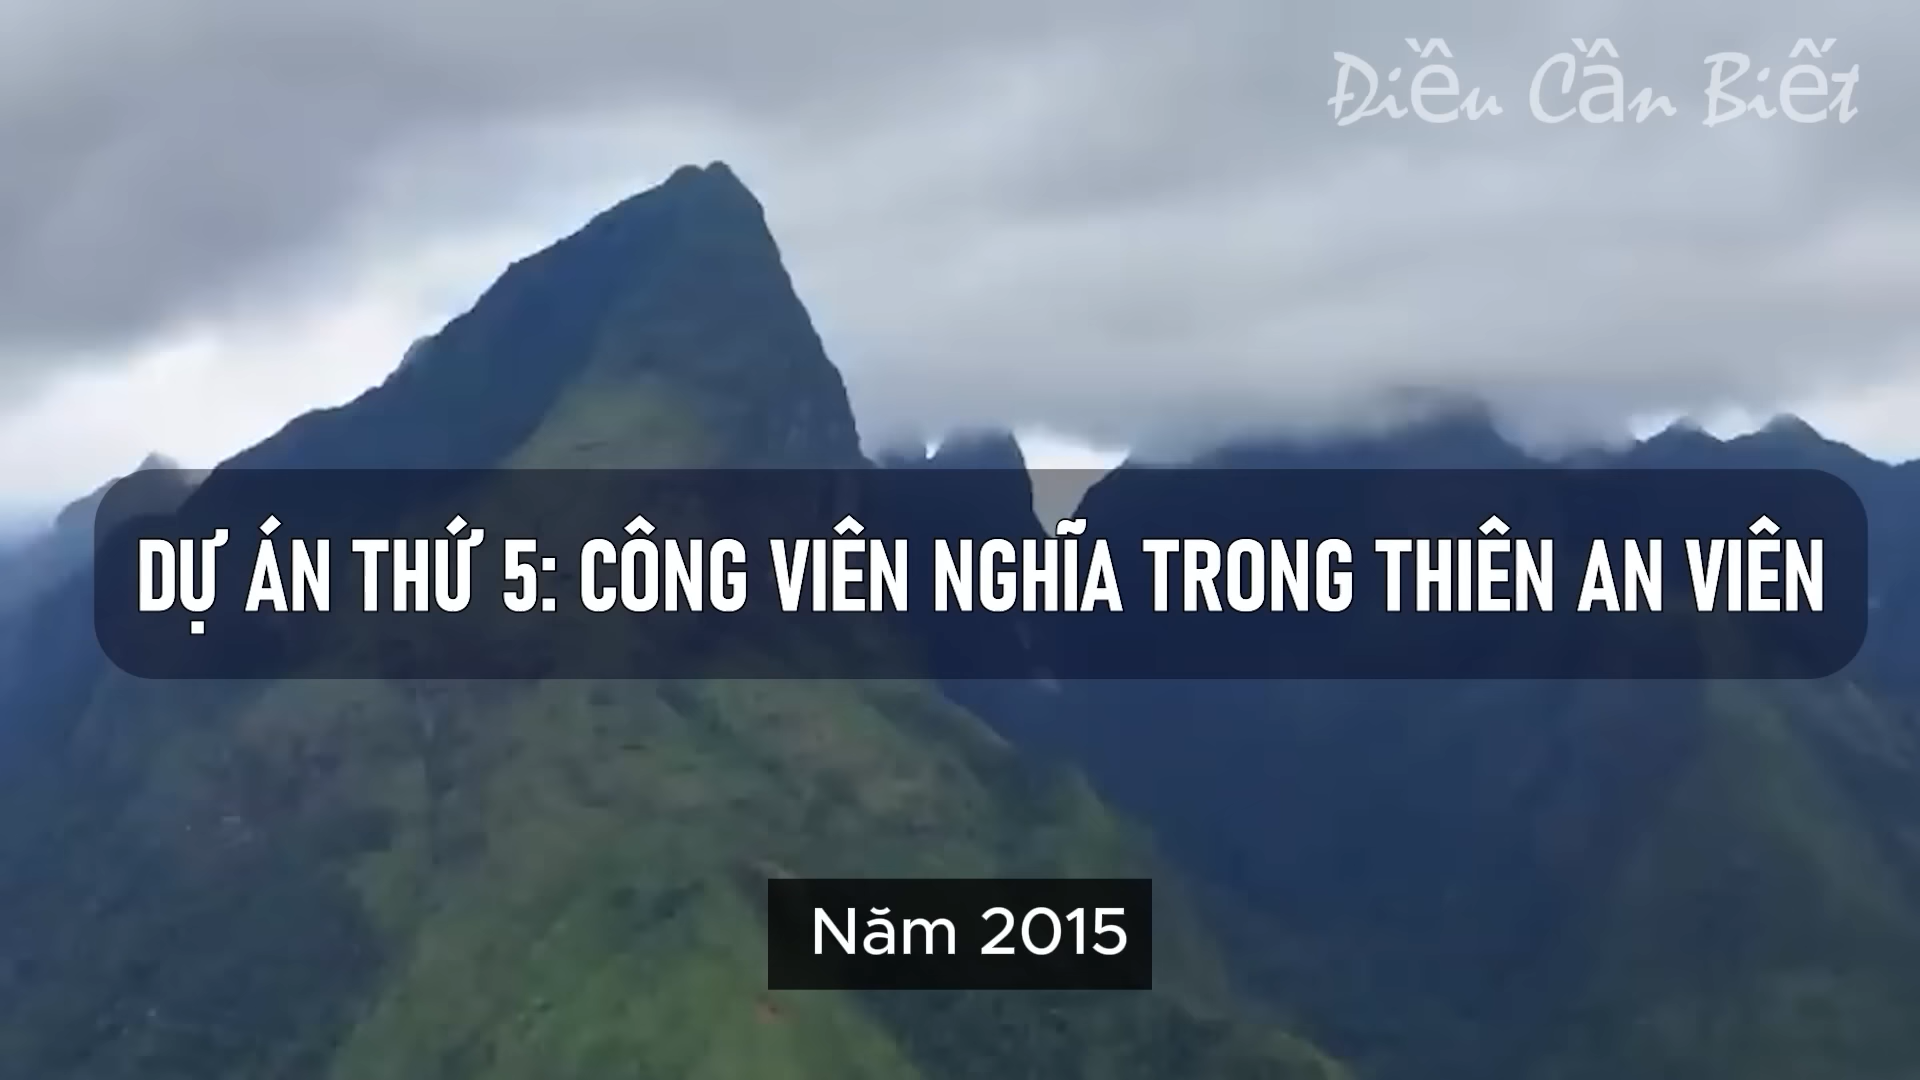 Điều Cần Biết
DỰ ÁN THỨ 5: CÔNG VIÊN NGHĨA TRONG THIÊN AN VIÊN
Năm 2015